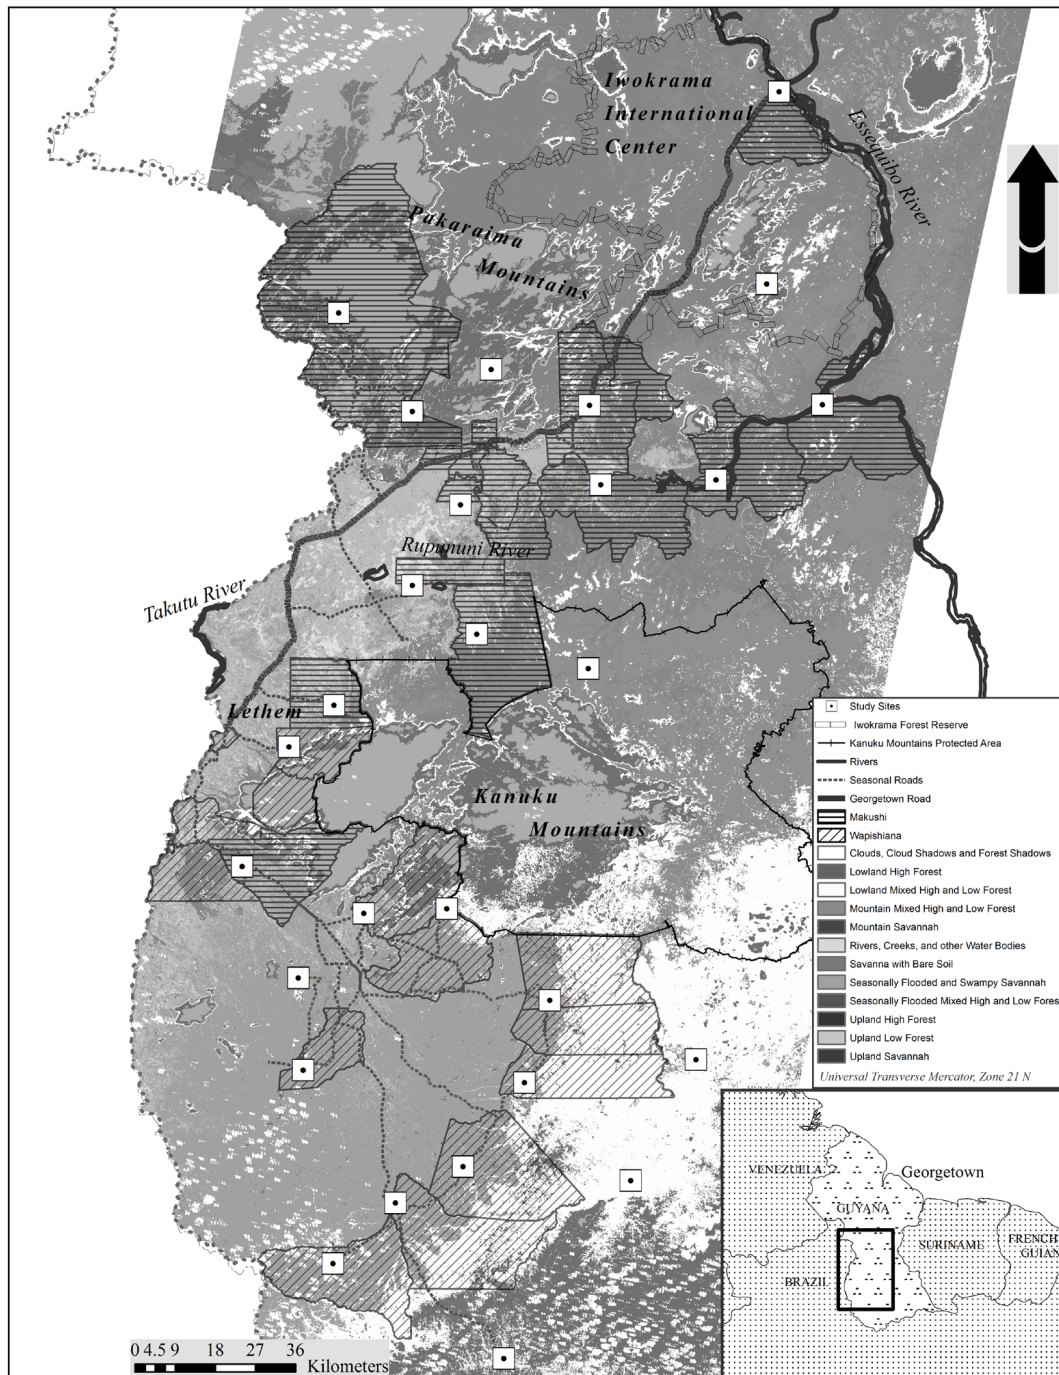 Iwokrama
International
Center
Essequibo River
Pakaraima
Mountains
Rupununi River
Takutu River
Lethem
Kanuku
Mountains
Study Sites
Iwokrama Forest Reserve
Kanuku Mountains Protected Area
Rivers
Seasonal Roads
Georgetown Road
Makushi
Wapishiana
Clouds, Cloud Shadows and Forest Shadows
Lowland High Forest
Lowland Mixed High and Low Forest
Mountain Mixed High and Low Forest
Mountain Savannah
Rivers, Creeks, and other Water Bodies
Savanna with Bare Soil
Seasonally Flooded and Swampy Savannah
Seasonally Flooded Mixed High and Low Fores
Upland High Forest
Upland Low Forest
Upland Savannah
Universal Transverse Mercator, Zone 21 N
VENEZUELA
Georgetown
GUYANA
SURINAME
FRENCH
GUIAN
BRAZIL
0 4.5 9 18 27 36
Kilometers